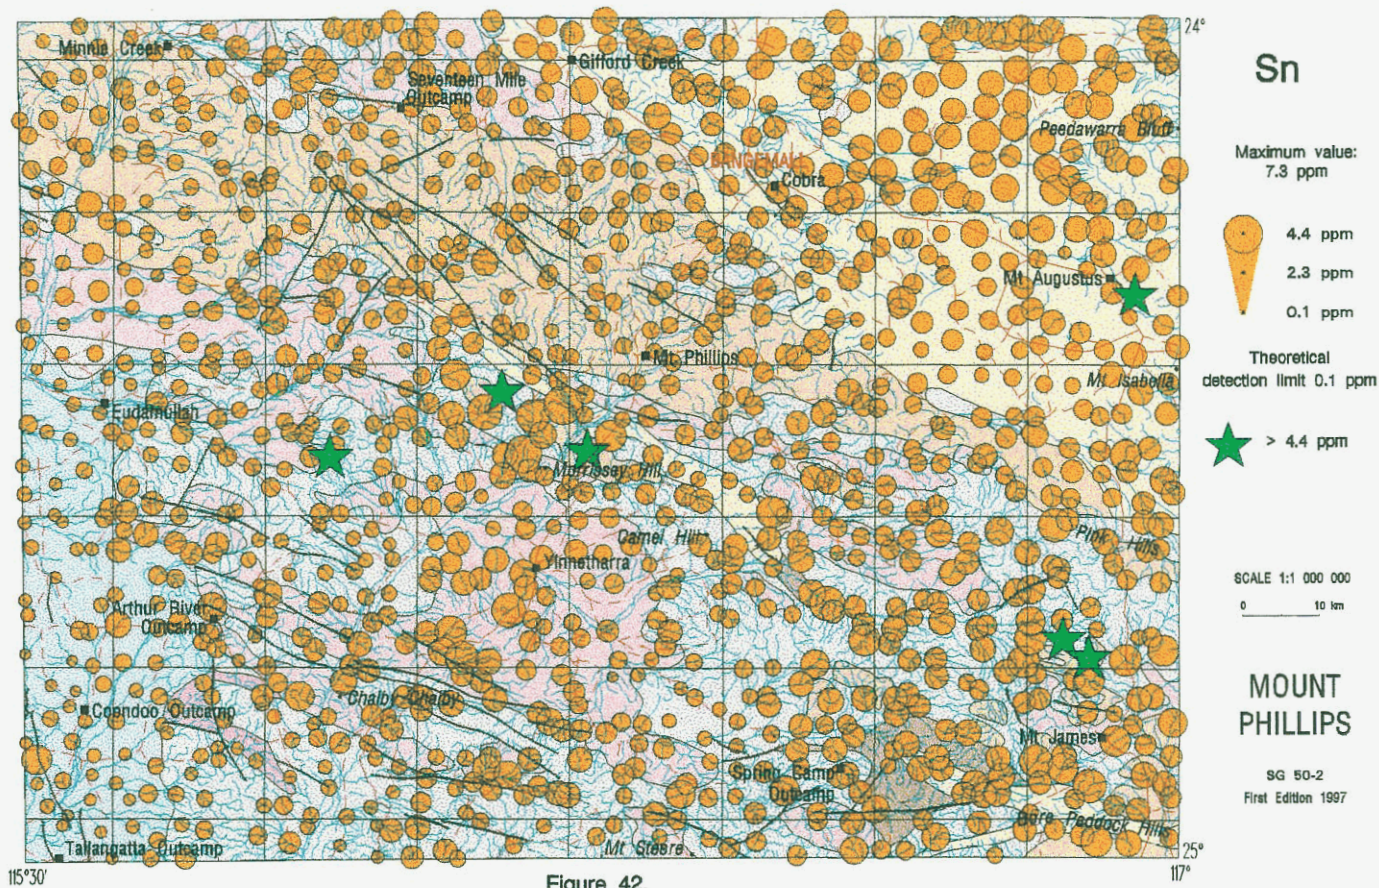 24°
Minnie Creek
Gifford Creek
Seventeen Mile
Outcamp
Peedawarra Bluff
BANGEMALL
Cobra
Mt Augustus
Mt Phillips
Mt Isabella
Eudamullah
Morrissey Hill
Camel Hill
Pink Hills
Yinnetharra
Arthur River
Outcamp
Chalby Chalby
Coondoo Outcamp
Mt James
Spring Camp
Outcamp
Gore Paddock Hills
Tallangatta Outcamp
Mt Steere
25°
115°30'
117°
Figure 42
Sn
Maximum value:
7.3 ppm
4.4 ppm
2.3 ppm
0.1 ppm
Theoretical
detection limit 0.1 ppm
> 4.4 ppm
SCALE 1:1 000 000
0 10 km
MOUNT
PHILLIPS
SG 50-2
First Edition 1997